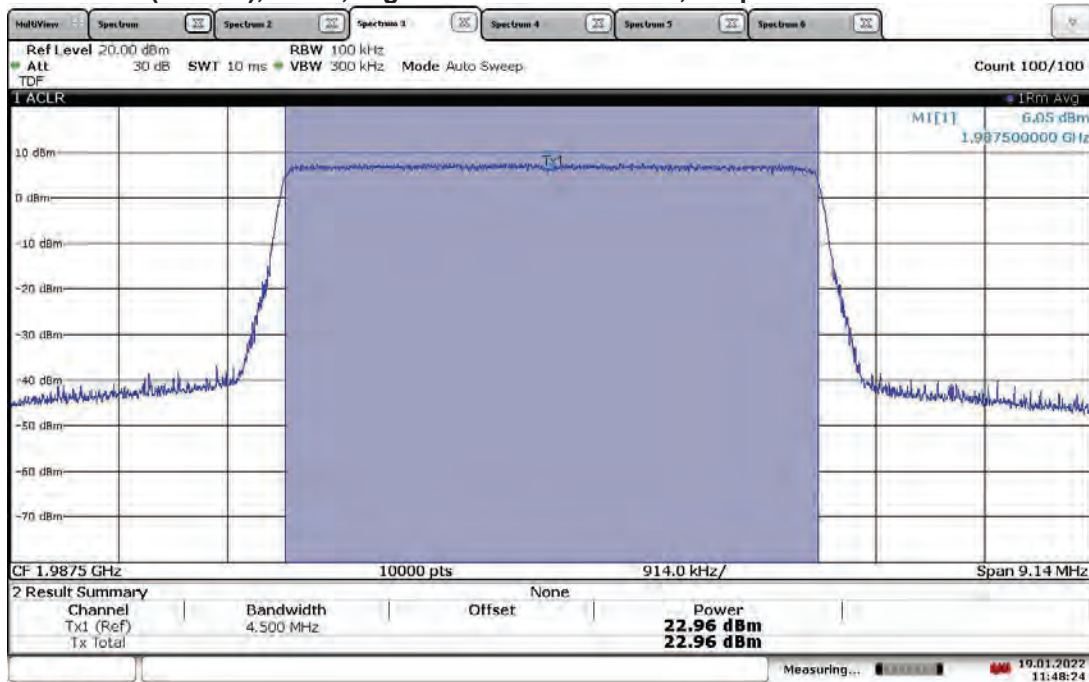 MultiView Spectrum Spectrum 2 Spectrum 3 Spectrum 4 Spectrum 5 Spectrum 6
Ref Level 20.00 dBm RBW 100 kHz
Att 30 dB SWT 10 ms VBW 300 kHz Mode Auto Sweep Count 100/100
TDF
1 ACLR 1Rm Avg
M1[1] 6.05 dBm
1.987500000 GHz
10 dBm
Tx1
0 dBm
-10 dBm
-20 dBm
-30 dBm
-40 dBm
-50 dBm
-60 dBm
-70 dBm
CF 1.9875 GHz 10000 pts 914.0 kHz/ Span 9.14 MHz
2 Result Summary None
Channel Bandwidth Offset Power
Tx1 (Ref) 4.500 MHz 22.96 dBm
Tx Total 22.96 dBm
Measuring... 19.01.2022
11:48:24